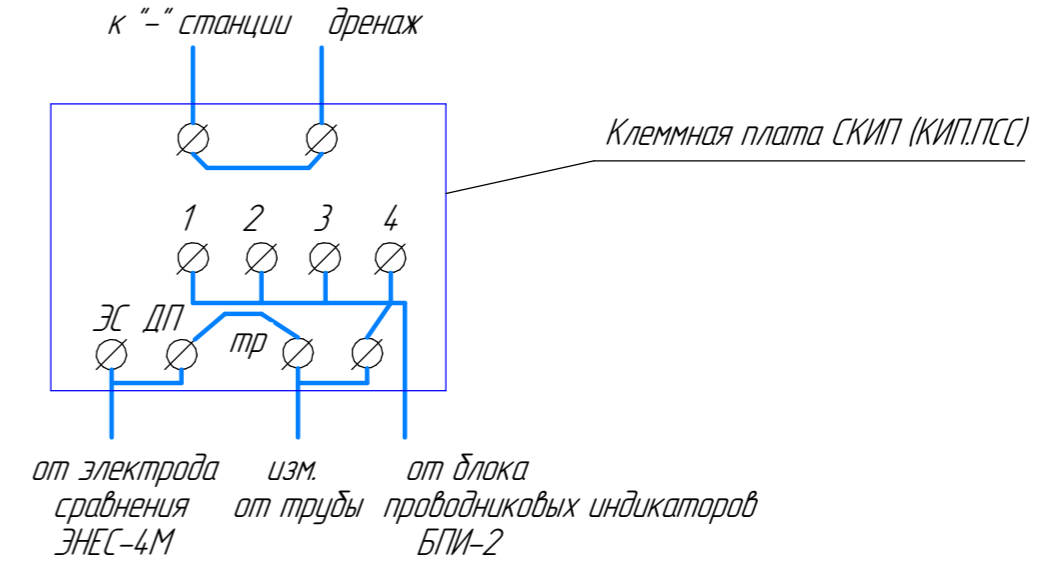 к "-" станции дренаж
Клеммная плата СКИП (КИП.ПСС)
1 2 3 4
ЭС ДП
тр
от электрода
сравнения
ЭНЕС-4М
изм.
от трубы
от блока
проводниковых индикаторов
БПИ-2